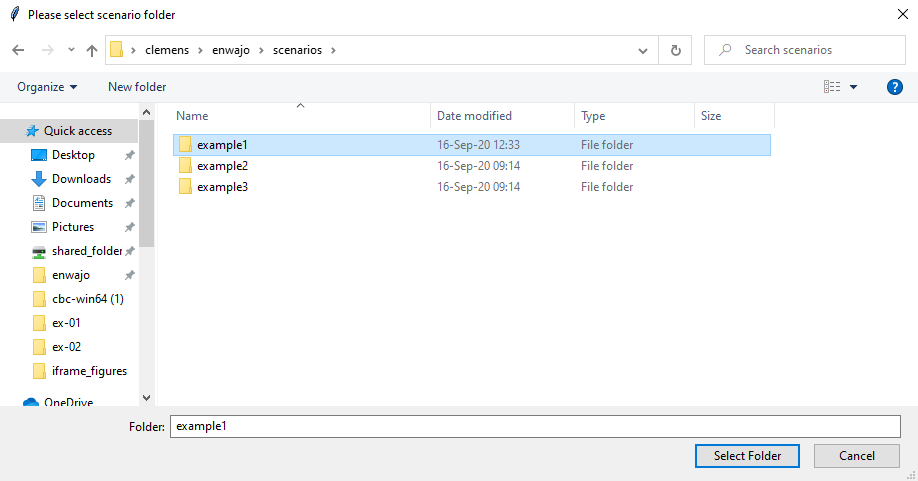 Please select scenario folder
clemens enwajo scenarios
Search scenarios
Organize New folder
?
Name Date modified Type Size
Quick access
Desktop
Downloads
Documents
Pictures
shared_folder
enwajo
cbc-win64 (1)
ex-01
ex-02
iframe_figures
OneDrive
example1 16-Sep-20 12:33 File folder
example2 16-Sep-20 09:14 File folder
example3 16-Sep-20 09:14 File folder
Folder: example1
Select Folder Cancel